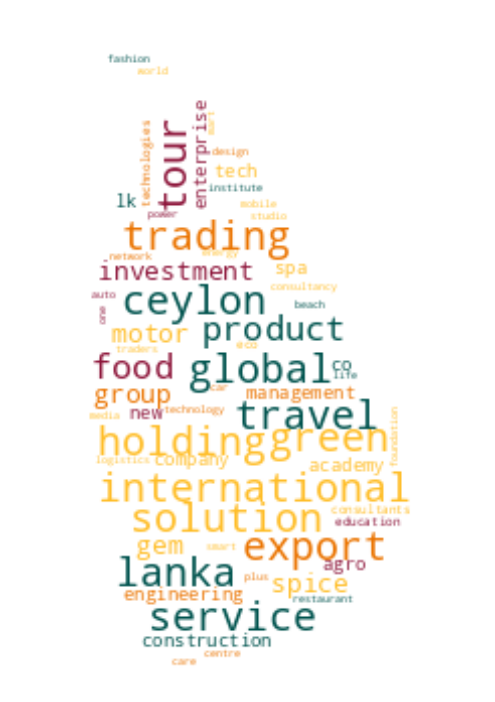 fashion
world
technologies
tour
enterprise
mart
design
tech
institute
lk
mobile
power
studio
trading
network
energy
investment
spa
consultancy
auto
ceylon
beach
one
product
motor
traders
eco
food
global
co
life
group
car
management
new
technology
travel
media
foundation
holding
green
logistics
company
academy
international
solution
consultants
education
gem
smart
export
lanka
plus
agro
spice
engineering
restaurant
service
construction
centre
care